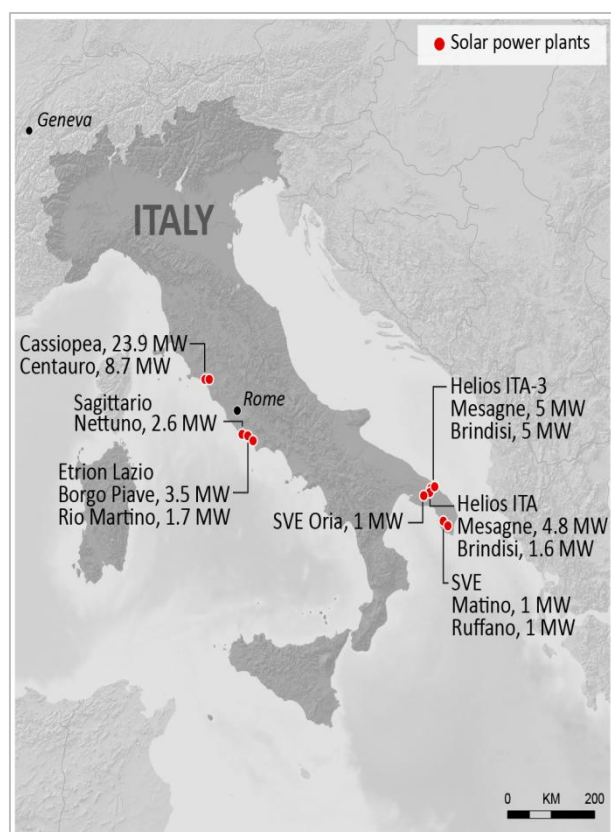 Solar power plants
Geneva
ITALY
Cassiopea, 23.9 MW
Centauro, 8.7 MW
Rome
Sagittario
Nettuno, 2.6 MW
Etrion Lazio
Borgo Piave, 3.5 MW
Rio Martino, 1.7 MW
Helios ITA-3
Mesagne, 5 MW
Brindisi, 5 MW
SVE Oria, 1 MW
Helios ITA
Mesagne, 4.8 MW
Brindisi, 1.6 MW
SVE
Matino, 1 MW
Ruffano, 1 MW
0 KM 200